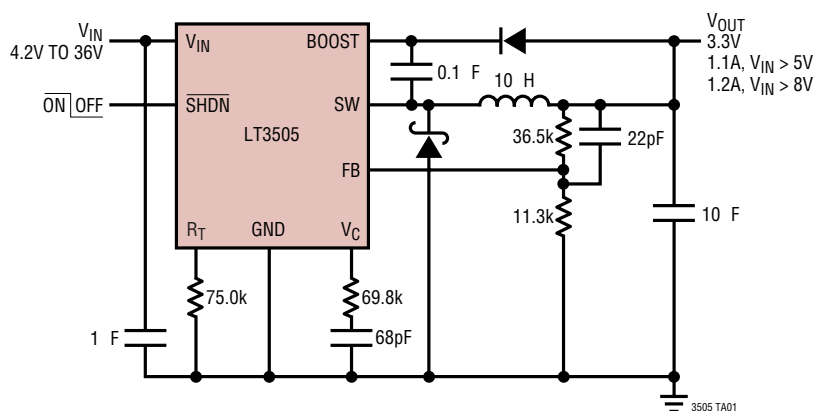 VIN
4.2V TO 36V
ON OFF
VIN
BOOST
SHDN
SW
LT3505
FB
RT
GND
VC
0.1 F
10 H
VOUT
3.3V
1.1A, VIN > 5V
1.2A, VIN > 8V
36.5k
22pF
11.3k
10 F
75.0k
69.8k
1 F
68pF
3505 TA01